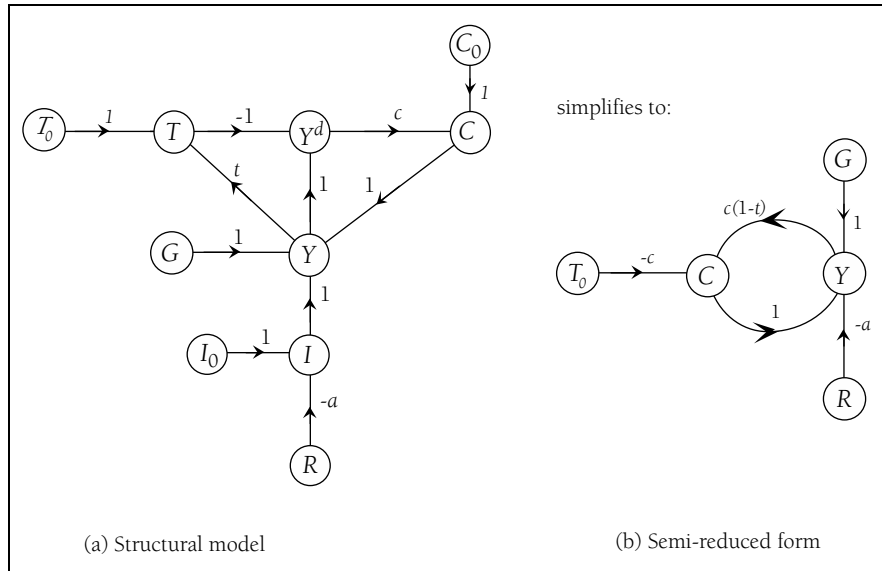 C₀
1
simplifies to:
T₀
1
T
-1
Yᵈ
c
C
t
1
1
G
1
Y
G
c(1-t)
1
T₀
-c
C
Y
1
1
-a
I₀
1
I
-a
R
R
(a) Structural model
(b) Semi-reduced form